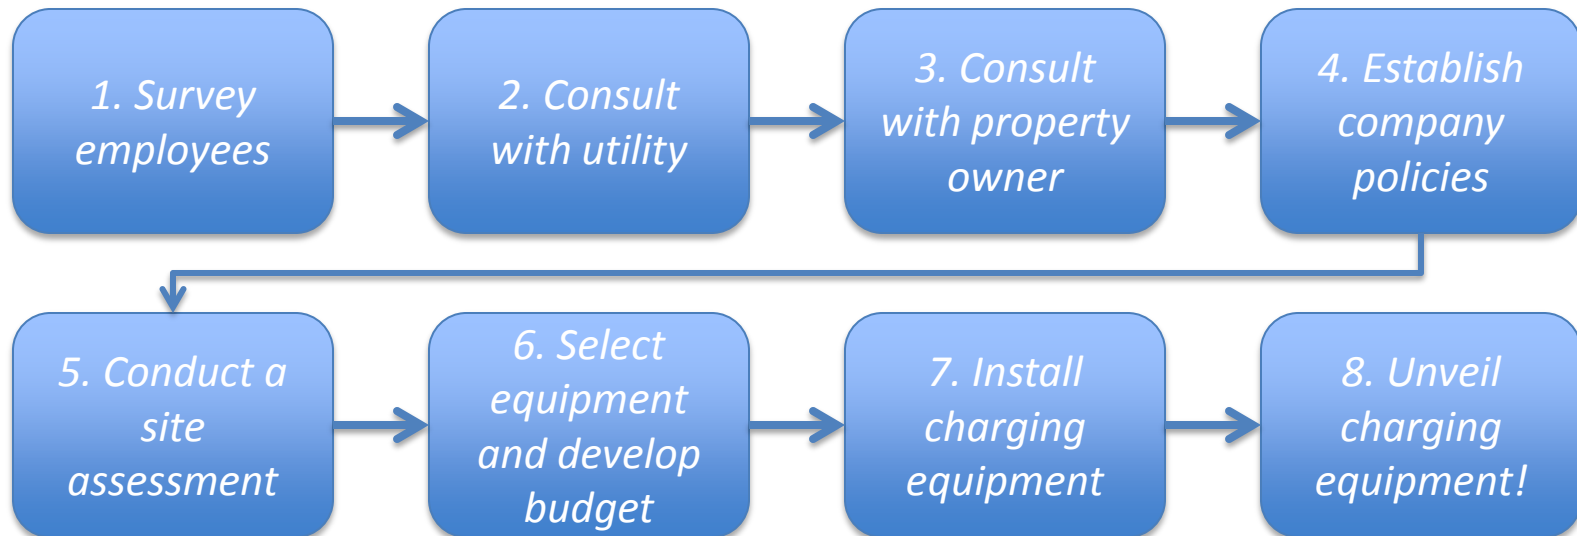 1. Survey
employees
2. Consult
with utility
3. Consult
with property
owner
4. Establish
company
policies
5. Conduct a
site
assessment
6. Select
equipment
and develop
budget
7. Install
charging
equipment
8. Unveil
charging
equipment!